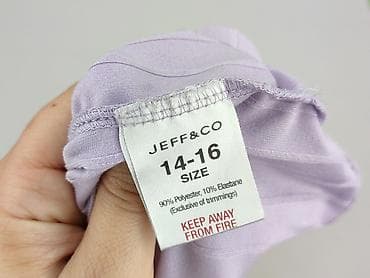 JEFF&CO
14-16
SIZE
90% Polyester, 10% Elastane
(Exclusive of trimmings)
KEEP AWAY
FROM FIRE